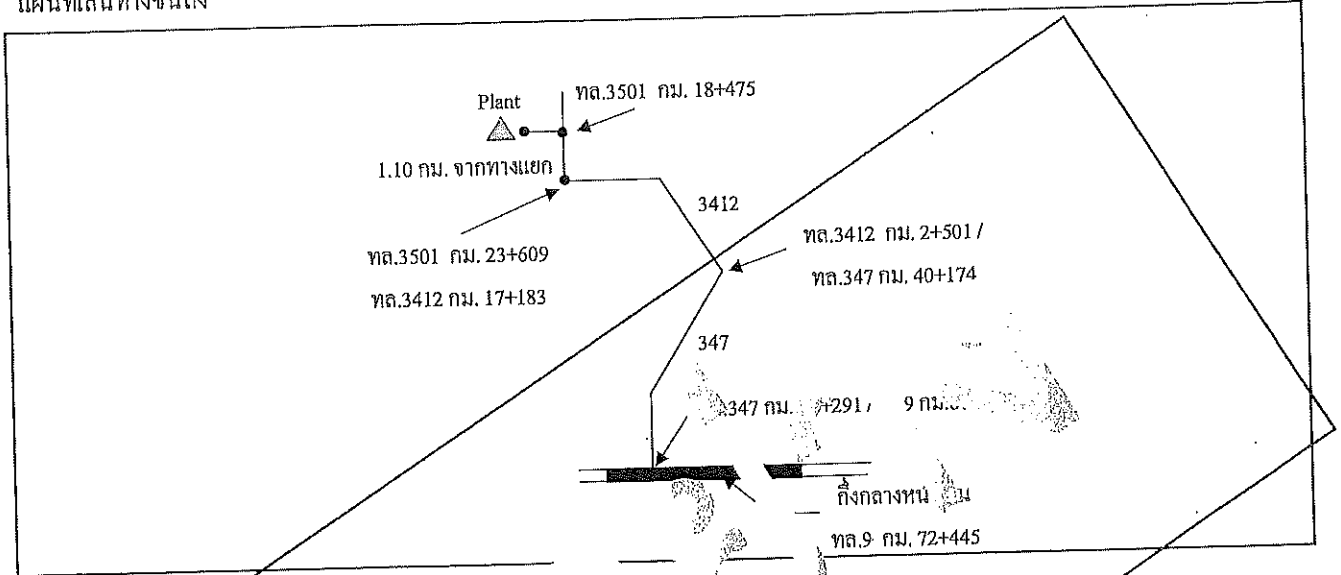 แผนที่เส้นทางขนส่ง
Plant
ทล.3501 กม. 18+475
1.10 กม. จากทางแยก
3412
ทล.3501 กม. 23+609
ทล.3412 กม. 17+183
ทล.3412 กม. 2+501 /
ทล.347 กม. 40+174
347
347 กม. +291 / 9 กม.
กึ่งกลาง
ทล.9 กม. 72+445